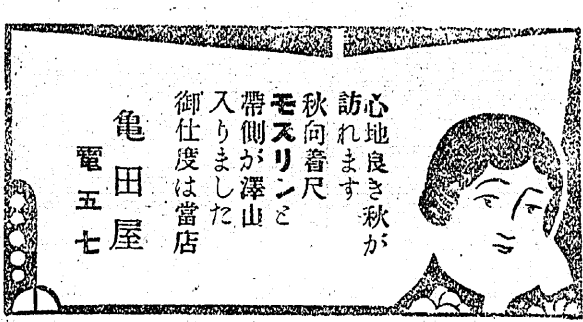 心地良き秋が
訪れます
秋向着尺
モスリンと
帶側が澤山
入りました
御仕度は當店
亀田屋
電五七